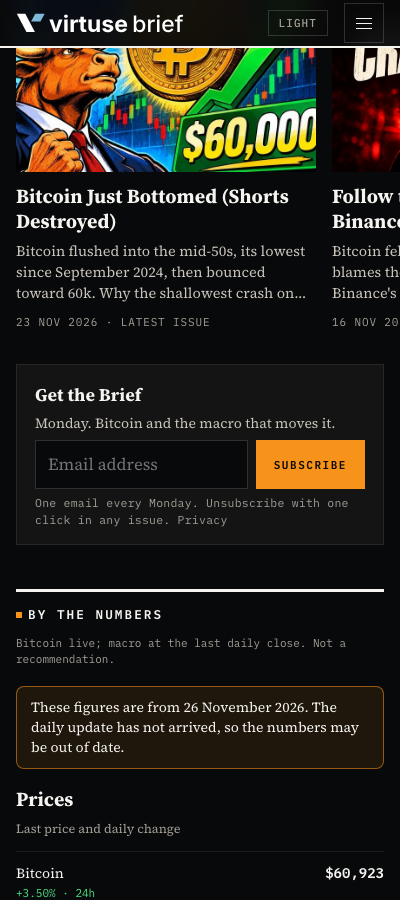 virtuse brief
LIGHT
$60,000
Bitcoin Just Bottomed (Shorts
Destroyed)
Bitcoin flushed into the mid-50s, its lowest
since September 2024, then bounced
toward 60k. Why the shallowest crash on...
23 NOV 2026 · LATEST ISSUE
Follow
Binance
Bitcoin
blames
Binance's
16 NOV 20
Get the Brief
Monday. Bitcoin and the macro that moves it.
Email address
SUBSCRIBE
One email every Monday. Unsubscribe with one
click in any issue. Privacy
BY THE NUMBERS
Bitcoin live; macro at the last daily close. Not a
recommendation.
These figures are from 26 November 2026. The
daily update has not arrived, so the numbers may
be out of date.
Prices
Last price and daily change
Bitcoin
$60,923
+3.50% · 24h